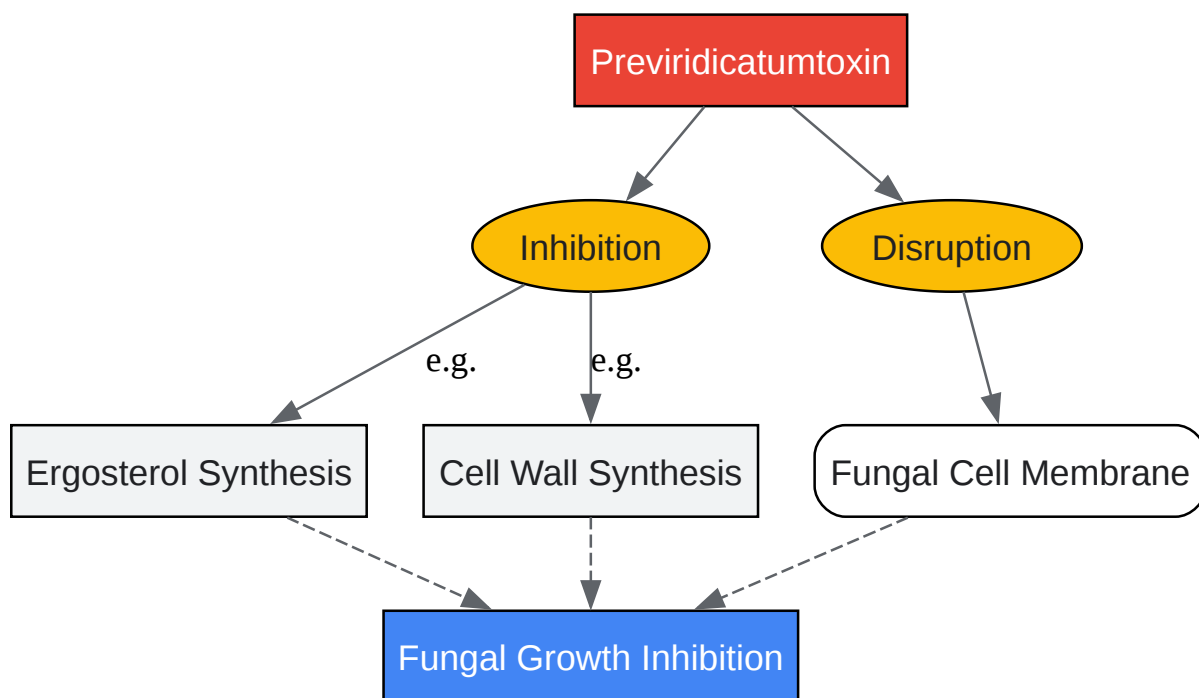 Previridicatumtoxin
Inhibition
Disruption
e.g.
e.g.
Ergosterol Synthesis
Cell Wall Synthesis
Fungal Cell Membrane
Fungal Growth Inhibition